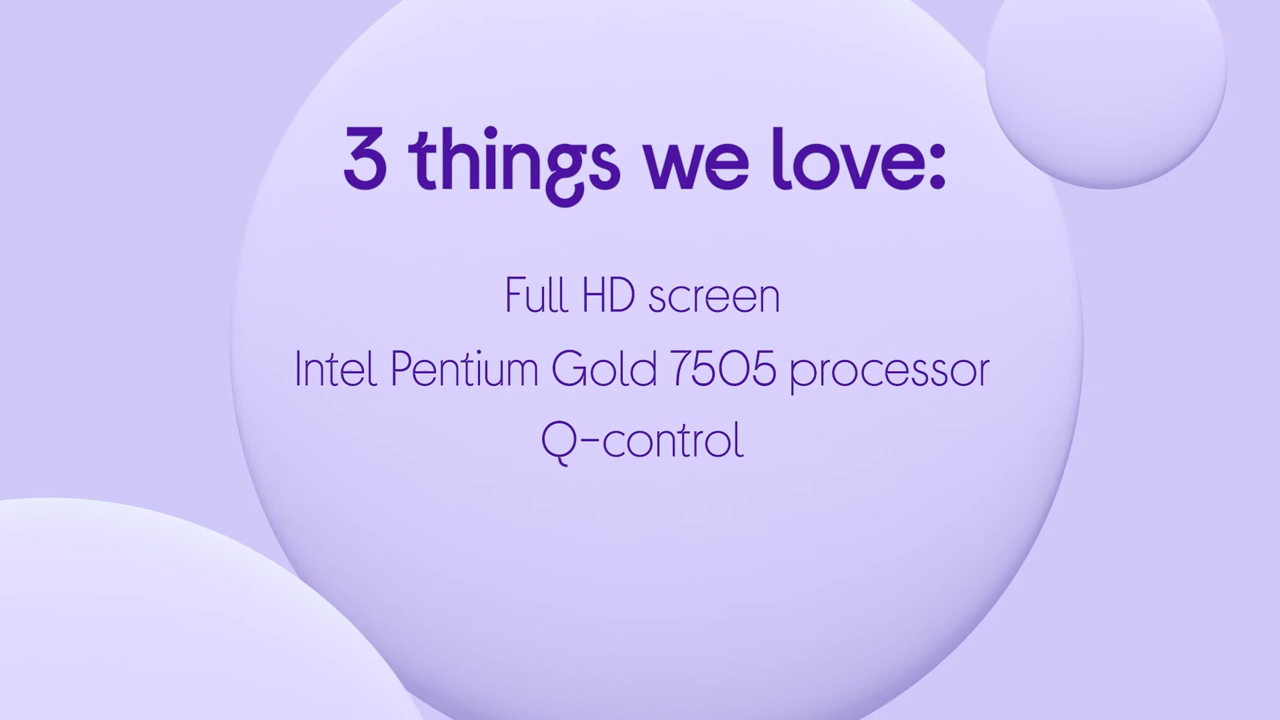 3 things we love:
Full HD screen
Intel Pentium Gold 7505 processor
Q-control